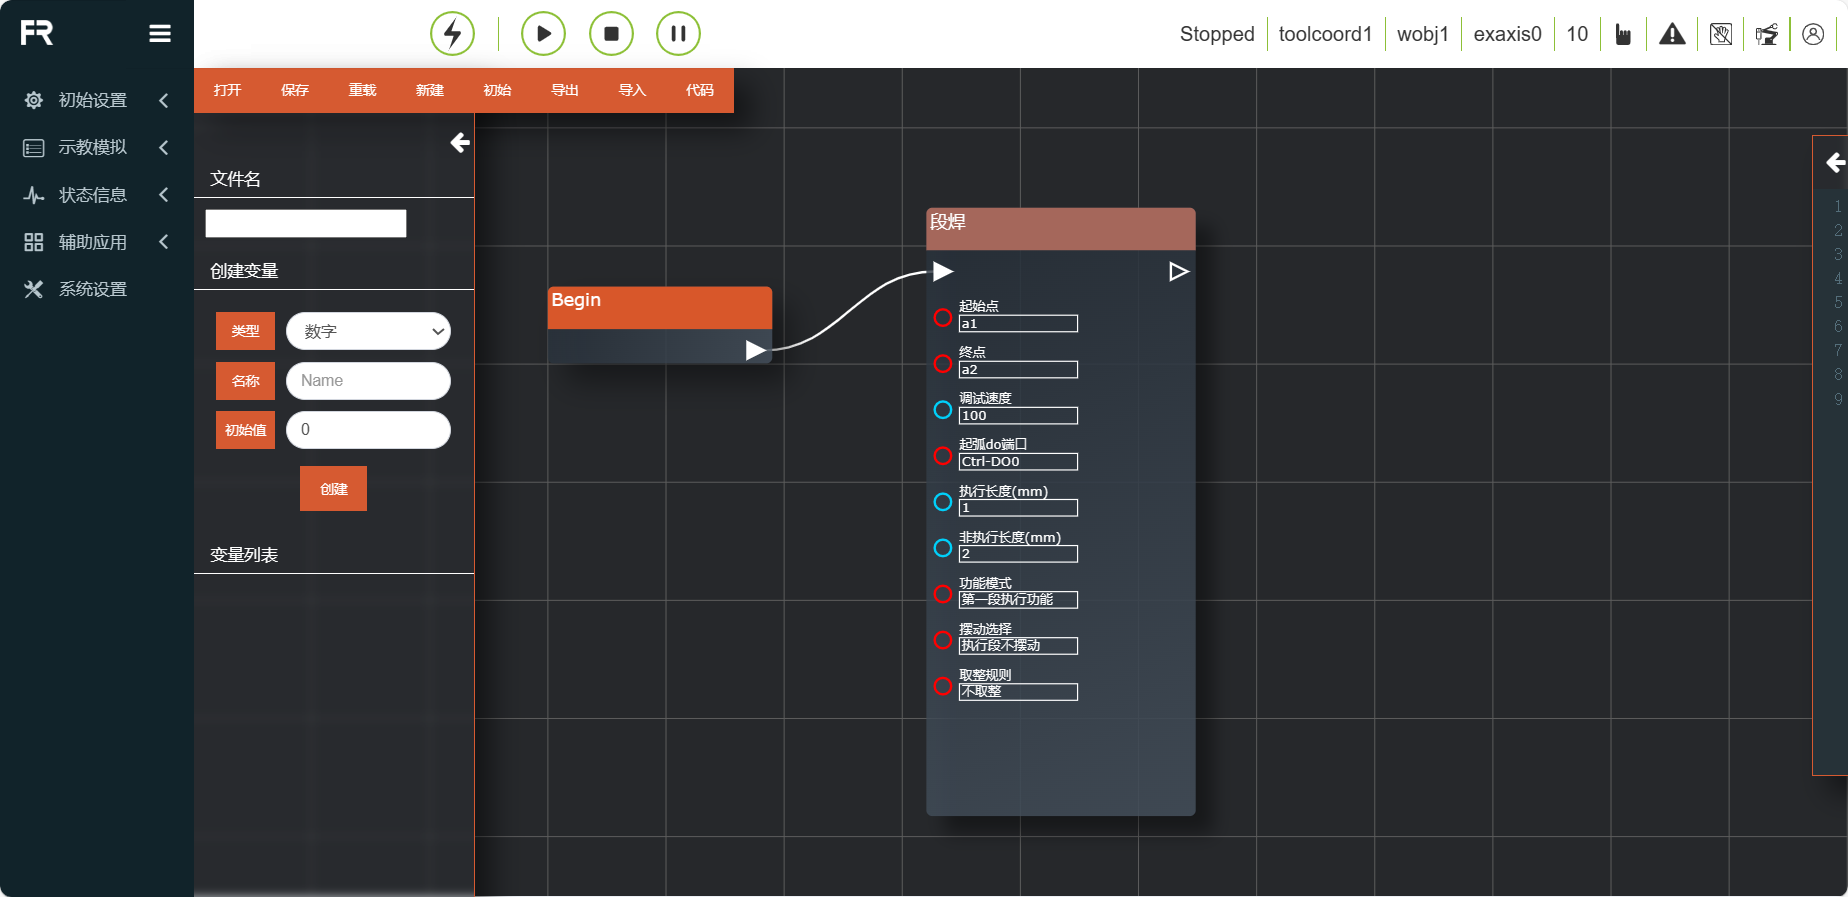 FR
Stopped
toolcoord1
wobj1
exaxis0
10
初始设置
示教模拟
状态信息
辅助应用
系统设置
打开
保存
重载
新建
初始
导出
导入
代码
文件名
创建变量
类型
数字
名称
Name
初始值
0
创建
变量列表
Begin
段焊
起始点
a1
终点
a2
调试速度
100
起弧do端口
Ctrl-DO0
执行长度(mm)
1
非执行长度(mm)
2
功能模式
第一段执行功能
摆动选择
执行段不摆动
取整规则
不取整
1
2
3
4
5
6
7
8
9